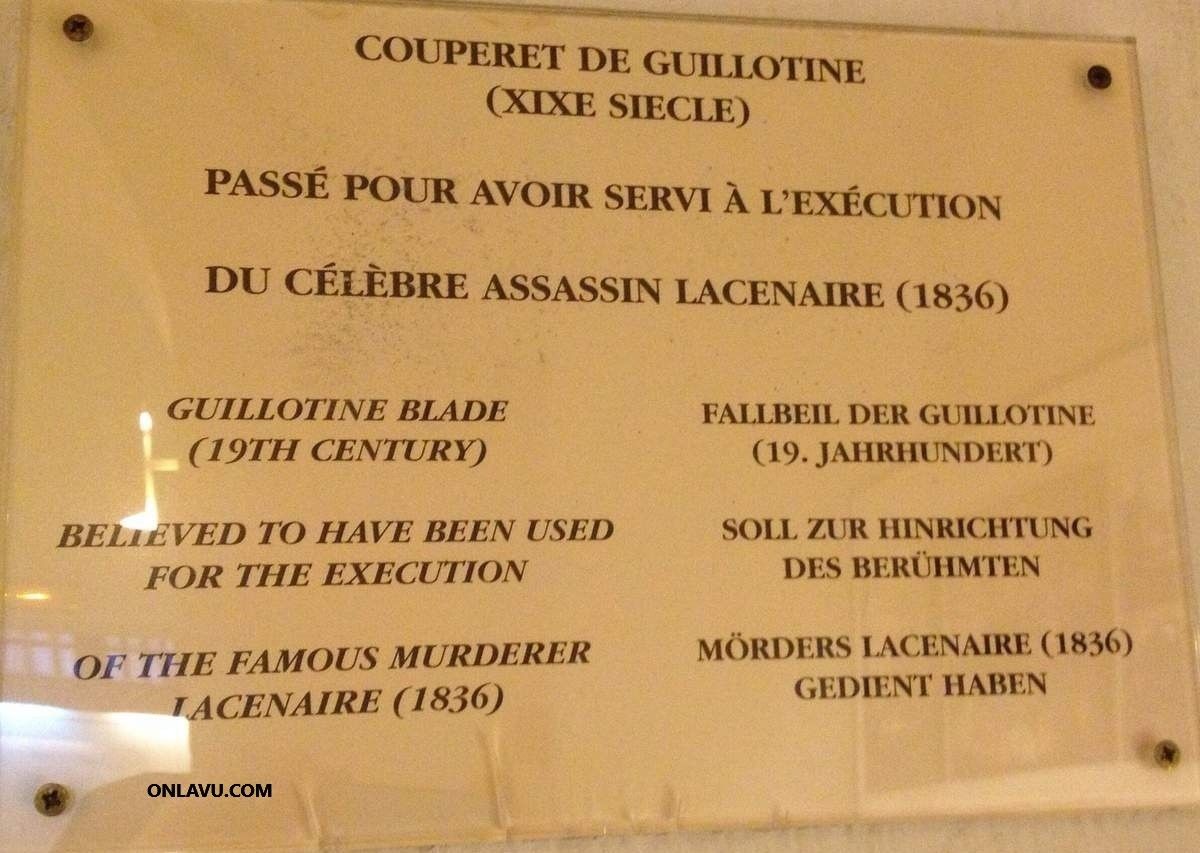 COUPERET DE GUILLOTINE
(XIXE SIECLE)
PASSÉ POUR AVOIR SERVI À L'EXÉCUTION
DU CÉLÈBRE ASSASSIN LACENAIRE (1836)
GUILLOTINE BLADE
(19TH CENTURY)
BELIEVED TO HAVE BEEN USED
FOR THE EXECUTION
OF THE FAMOUS MURDERER
LACENAIRE (1836)
FALLBEIL DER GUILLOTINE
(19. JAHRHUNDERT)
SOLL ZUR HINRICHTUNG
DES BERÜHMTEN
MÖRDERS LACENAIRE (1836)
GEDIENT HABEN
ONLAVU.COM